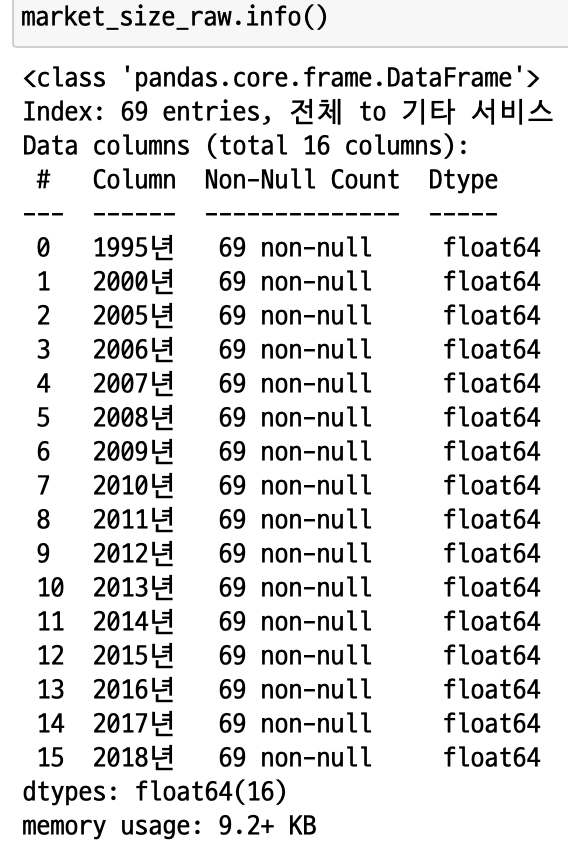 market_size_raw.info()
<class 'pandas.core.frame.DataFrame'>
Index: 69 entries, 전체 to 기타 서비스
Data columns (total 16 columns):
 #   Column  Non-Null Count  Dtype
---  ------  --------------  -----
 0   1995년   69 non-null     float64
 1   2000년   69 non-null     float64
 2   2005년   69 non-null     float64
 3   2006년   69 non-null     float64
 4   2007년   69 non-null     float64
 5   2008년   69 non-null     float64
 6   2009년   69 non-null     float64
 7   2010년   69 non-null     float64
 8   2011년   69 non-null     float64
 9   2012년   69 non-null     float64
 10  2013년   69 non-null     float64
 11  2014년   69 non-null     float64
 12  2015년   69 non-null     float64
 13  2016년   69 non-null     float64
 14  2017년   69 non-null     float64
 15  2018년   69 non-null     float64
dtypes: float64(16)
memory usage: 9.2+ KB